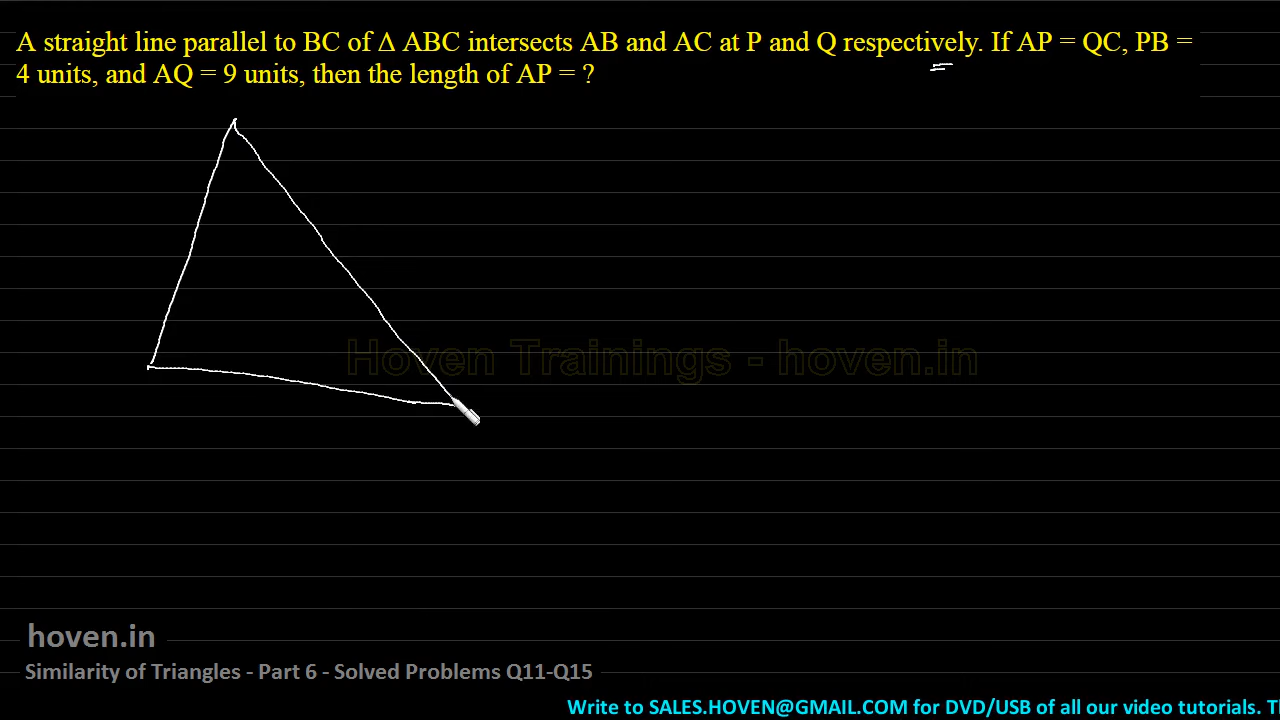 A straight line parallel to BC of Δ ABC intersects AB and AC at P and Q respectively. If AP = QC, PB =
4 units, and AQ = 9 units, then the length of AP = ?
Hoven Trainings - hoven.in
hoven.in
Similarity of Triangles - Part 6 - Solved Problems Q11-Q15
Write to SALES.HOVEN@GMAIL.COM for DVD/USB of all our video tutorials. T